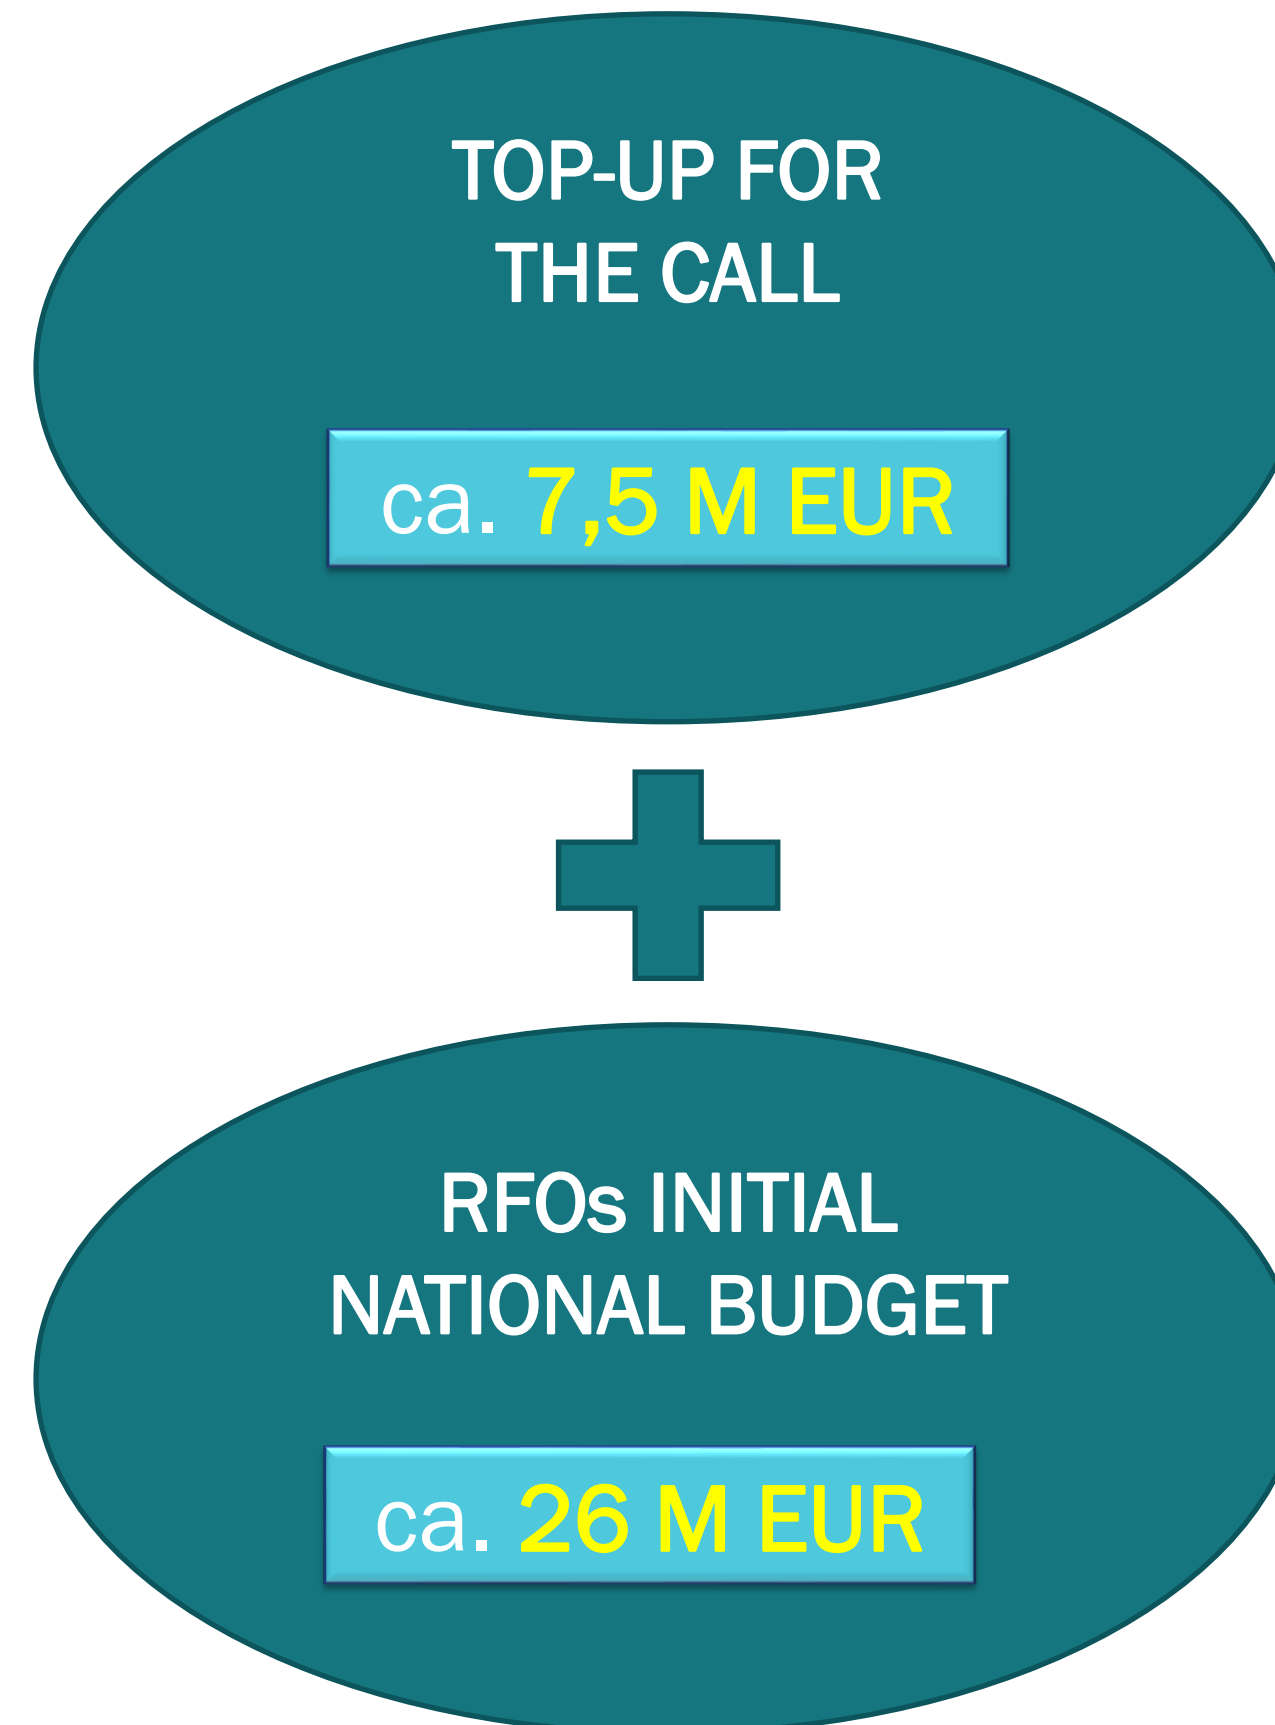 TOP-UP FOR
THE CALL
ca. 7,5 M EUR
RFOs INITIAL
NATIONAL BUDGET
ca. 26 M EUR